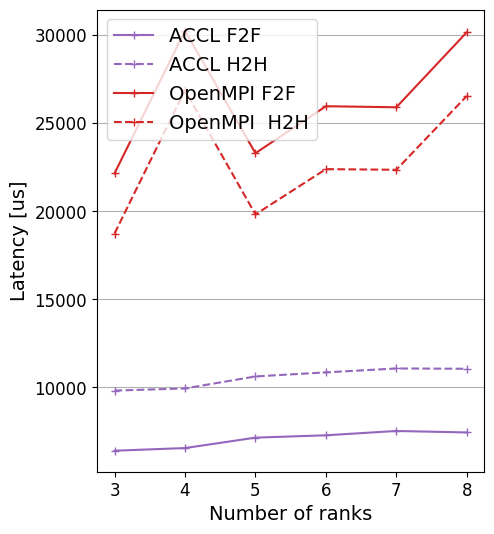 ACCL F2F
ACCL H2H
OpenMPI F2F
OpenMPI  H2H
30000
25000
20000
15000
10000
Latency [us]
3 4 5 6 7 8
Number of ranks